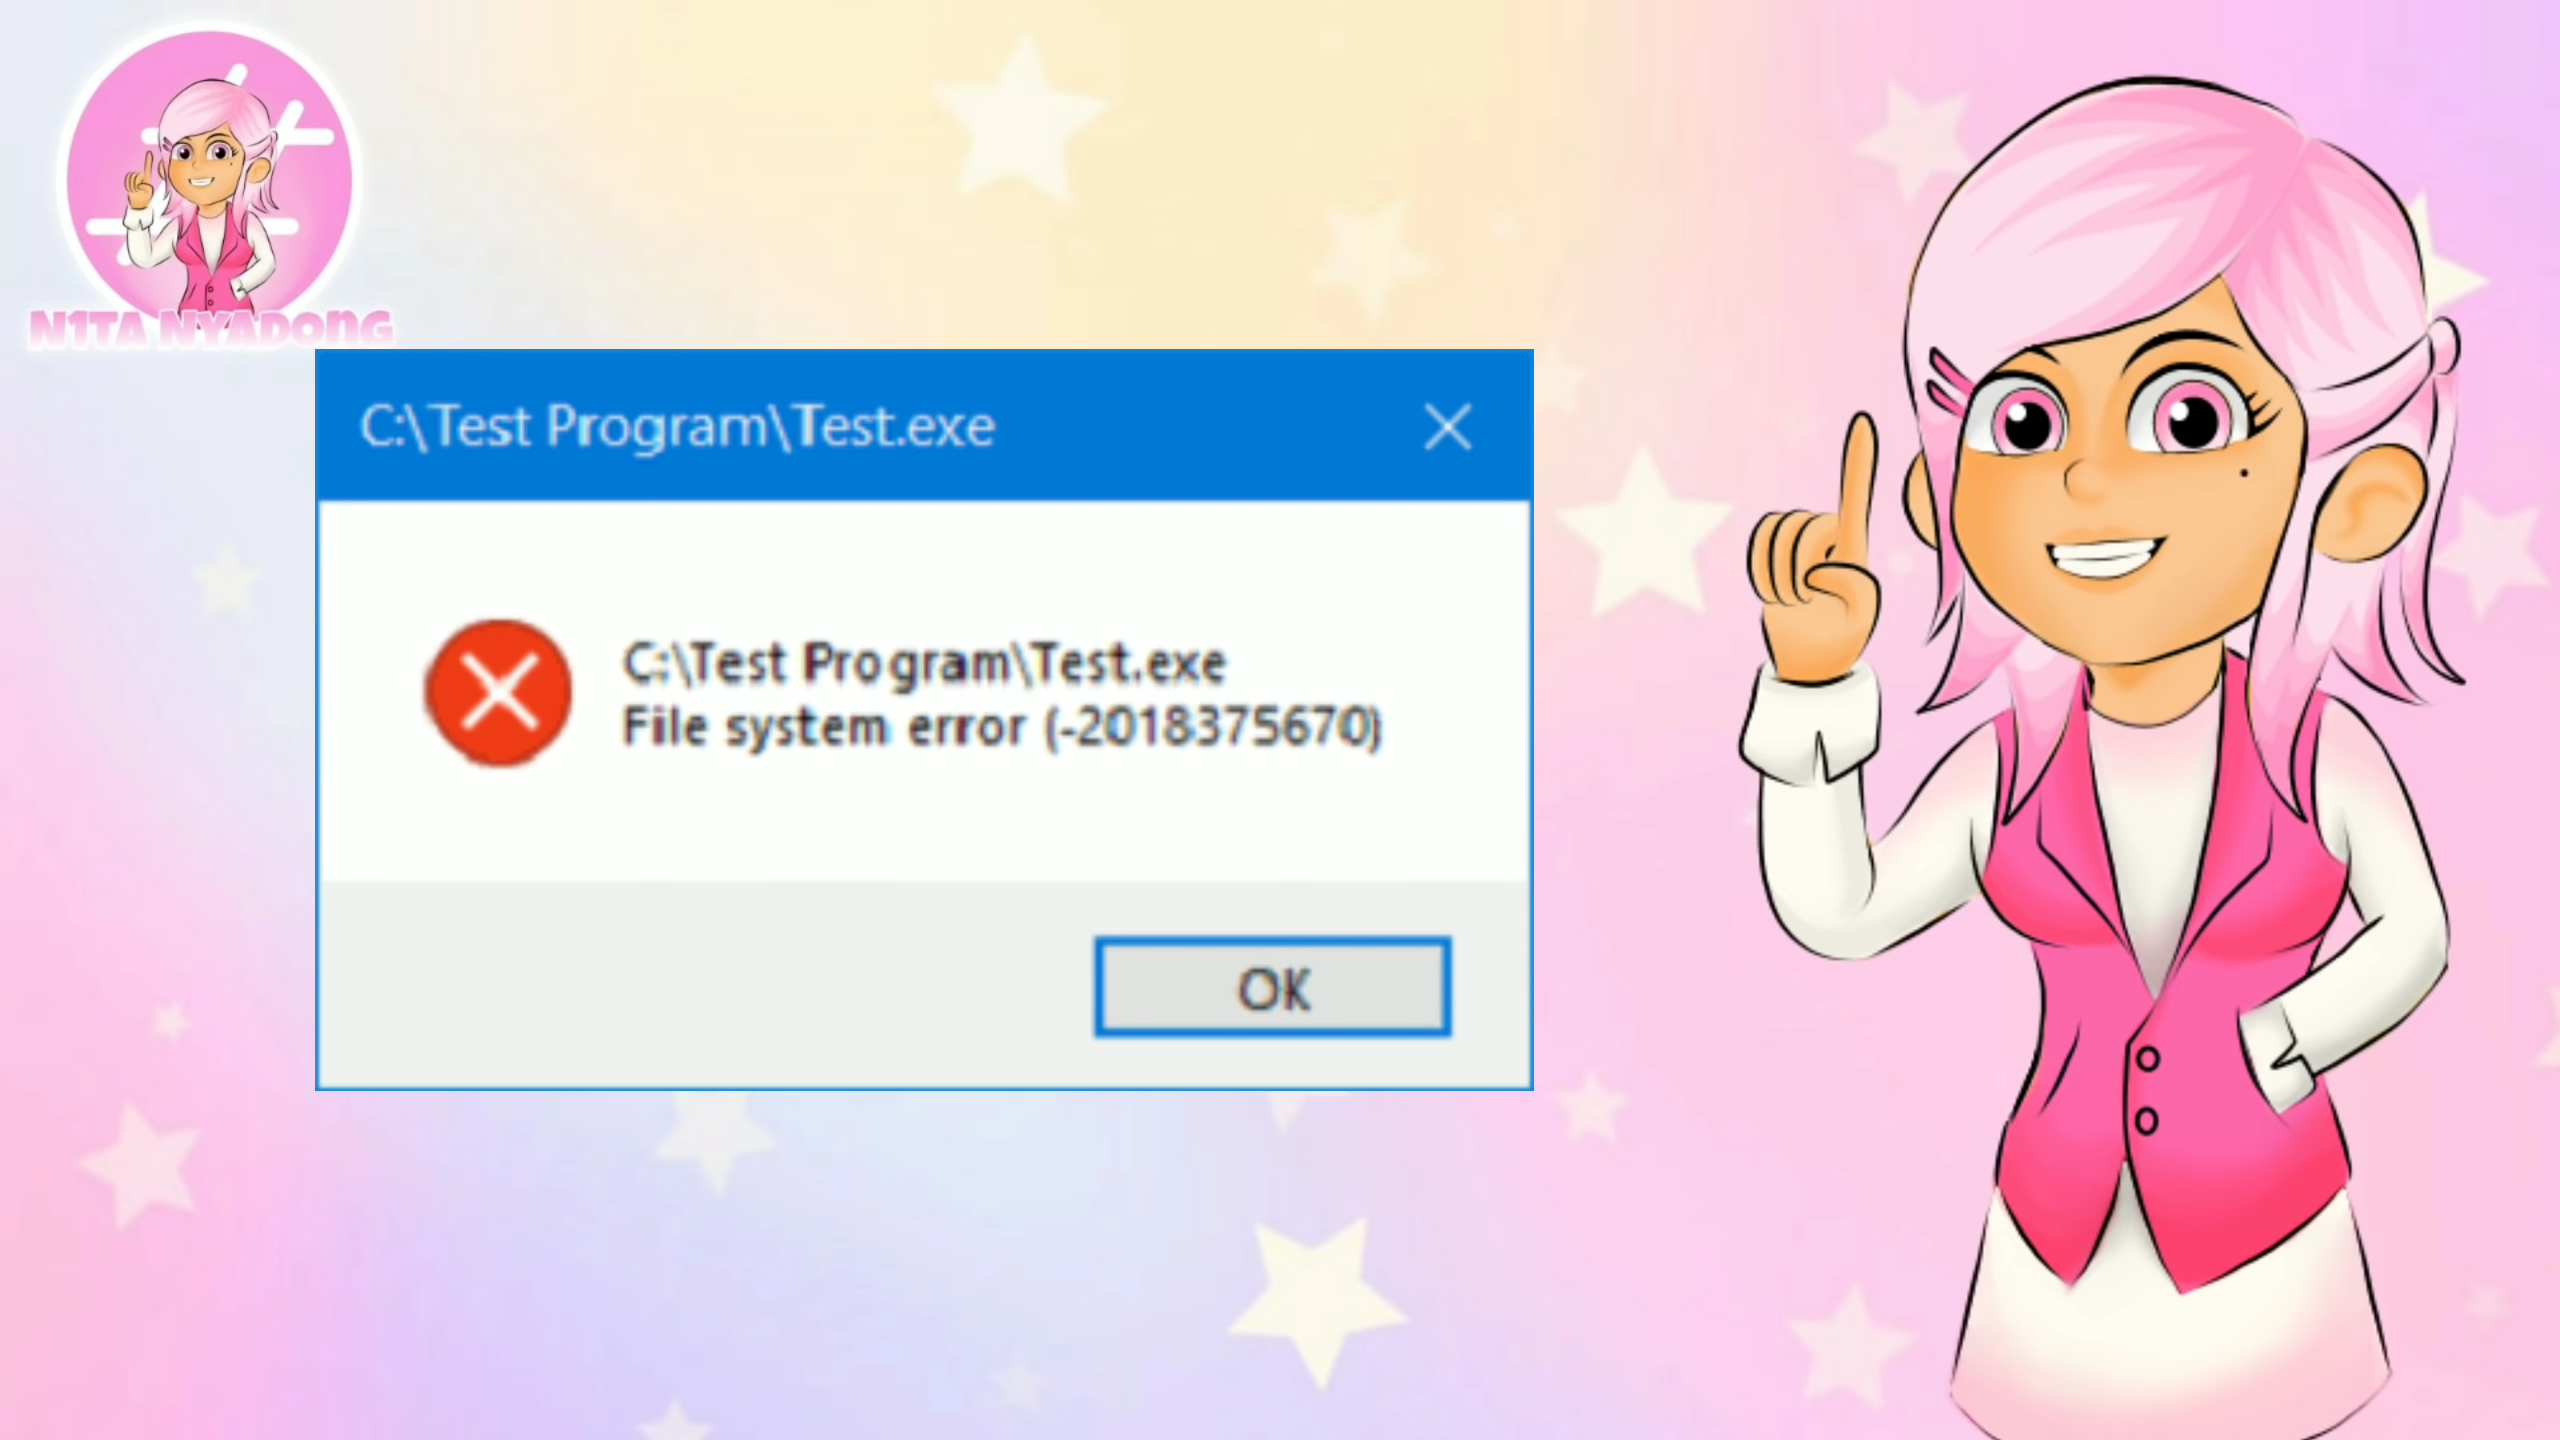 N1TA NYADONG
C:\Test Program\Test.exe
C:\Test Program\Test.exe
File system error (-2018375670)
OK